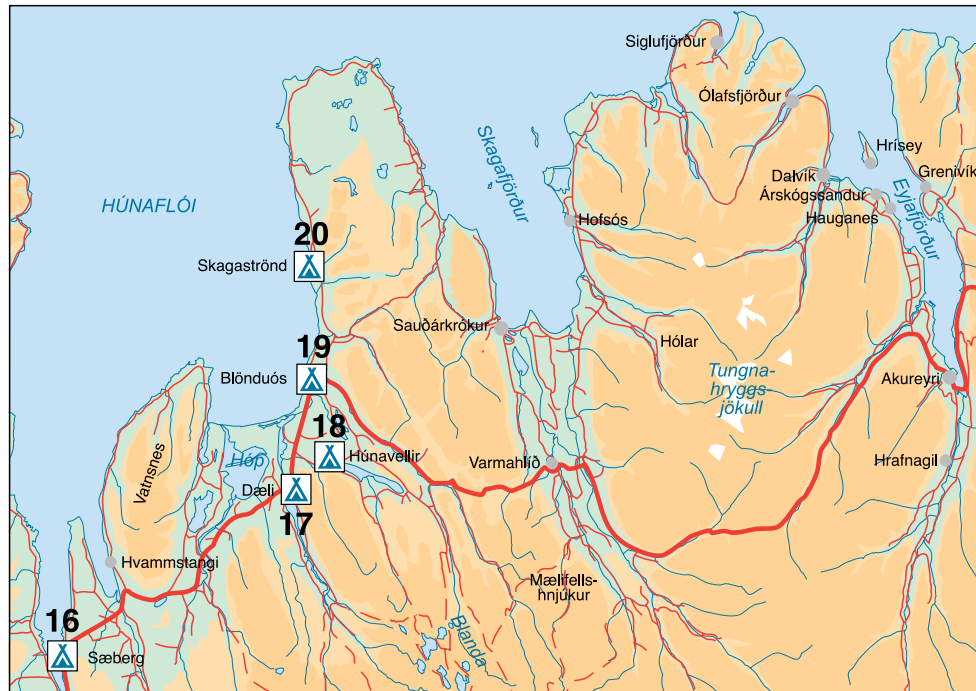 Siglufjörður
Ólafsfjörður
Hrísey
Grenivík
Dalvík
Árskógssandur
Hauganes
Eyjafjörður
Skagafjörður
Hofsós
HÚNAFLÓI
20
Skagaströnd
Sauðárkrókur
Hólar
19
Blönduós
Tungna-
hryggs-
jökull
Akureyri
18
Húnavellir
Hóp
Varmahlíð
Hrafnagil
Vatnsnes
Dæli
17
Hvammstangi
Mælifells-
hnjúkur
Blanda
16
Sæberg